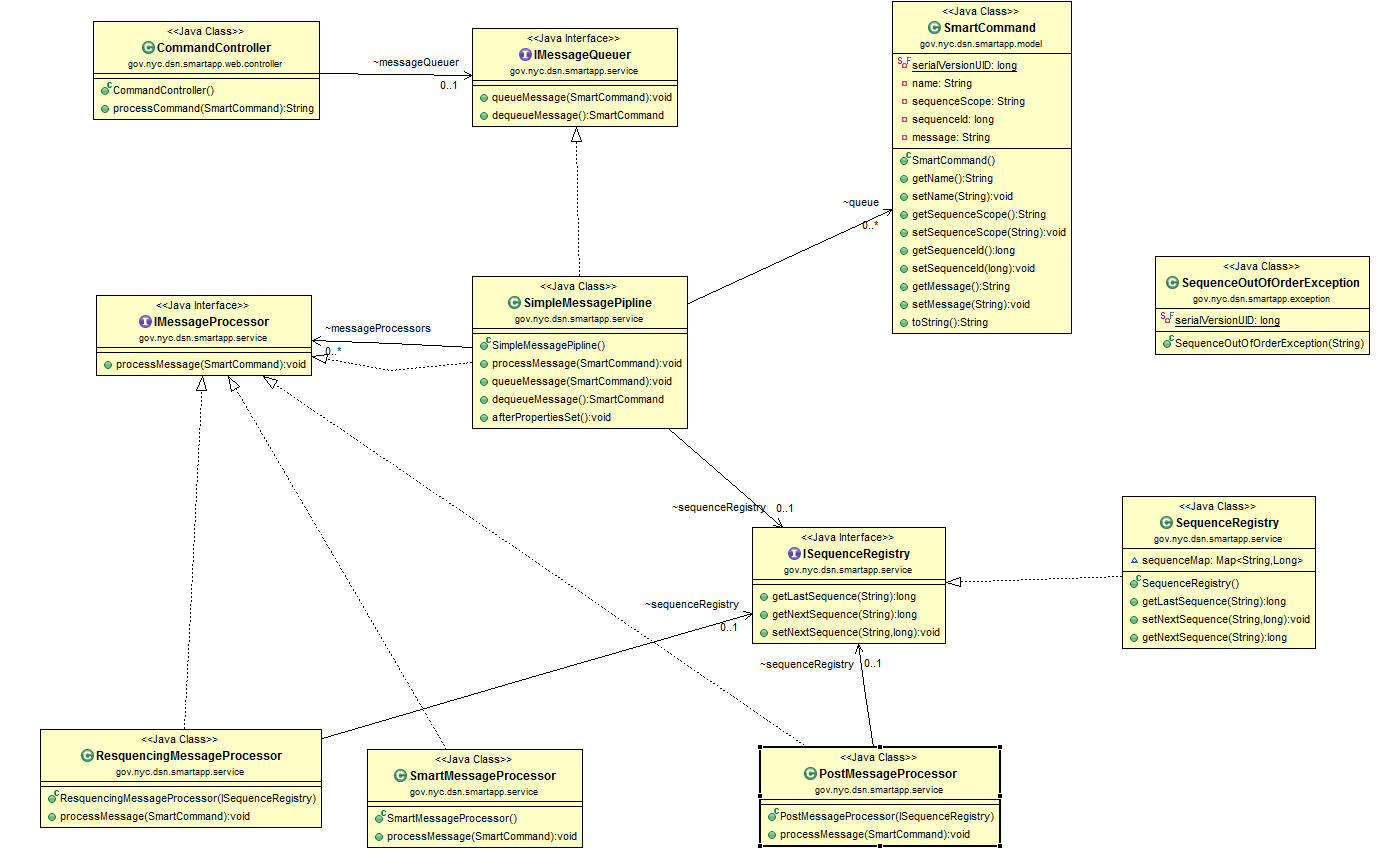 <<Java Class>>
CommandController
gov.nyc.dsn.smartapp.web.controller
CommandController()
processCommand(SmartCommand):String
~messageQueuer
0..1
<<Java Interface>>
IMessageQueuer
gov.nyc.dsn.smartapp.service
queueMessage(SmartCommand):void
dequeueMessage():SmartCommand
<<Java Class>>
SmartCommand
gov.nyc.dsn.smartapp.model
serialVersionUID: long
name: String
sequenceScope: String
sequenceId: long
message: String
SmartCommand()
getName():String
setName(String):void
getSequenceScope():String
setSequenceScope(String):void
getSequenceId():long
setSequenceId(long):void
getMessage():String
setMessage(String):void
toString():String
~queue
0..*
<<Java Class>>
SequenceOutOfOrderException
gov.nyc.dsn.smartapp.exception
serialVersionUID: long
SequenceOutOfOrderException(String)
<<Java Interface>>
IMessageProcessor
gov.nyc.dsn.smartapp.service
processMessage(SmartCommand):void
~messageProcessors
0..*
<<Java Class>>
SimpleMessagePipline
gov.nyc.dsn.smartapp.service
SimpleMessagePipline()
processMessage(SmartCommand):void
queueMessage(SmartCommand):void
dequeueMessage():SmartCommand
afterPropertiesSet():void
~sequenceRegistry
0..1
<<Java Interface>>
ISequenceRegistry
gov.nyc.dsn.smartapp.service
getLastSequence(String):long
getNextSequence(String):long
setNextSequence(String,long):void
<<Java Class>>
SequenceRegistry
gov.nyc.dsn.smartapp.service
sequenceMap: Map<String,Long>
SequenceRegistry()
getLastSequence(String):long
setNextSequence(String,long):void
getNextSequence(String):long
~sequenceRegistry
0..1
~sequenceRegistry
0..1
<<Java Class>>
ResquencingMessageProcessor
gov.nyc.dsn.smartapp.service
ResquencingMessageProcessor(ISequenceRegistry)
processMessage(SmartCommand):void
<<Java Class>>
SmartMessageProcessor
gov.nyc.dsn.smartapp.service
SmartMessageProcessor()
processMessage(SmartCommand):void
<<Java Class>>
PostMessageProcessor
gov.nyc.dsn.smartapp.service
PostMessageProcessor(ISequenceRegistry)
processMessage(SmartCommand):void